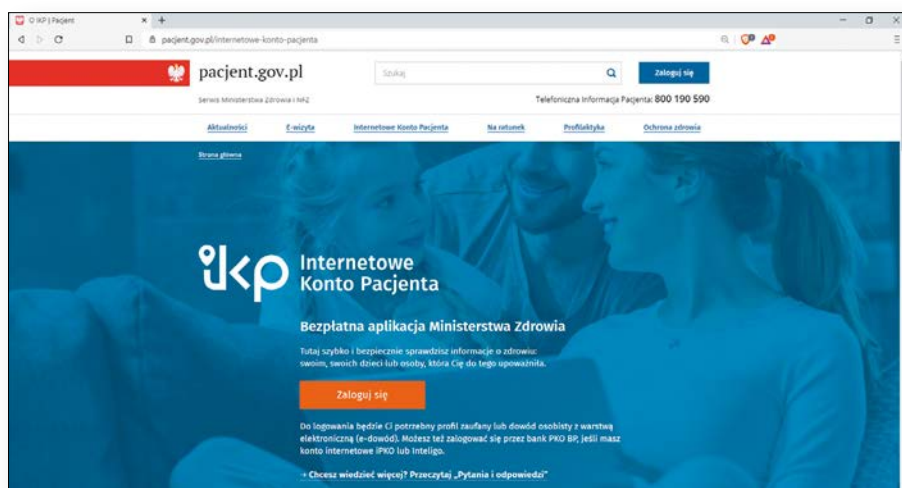 O IKP | Pacjent
pacjent.gov.pl/internetowe-konto-pacjenta
pacjent.gov.pl
Szukaj
Zaloguj się
Serwis Ministerstwa Zdrowia i NFZ
Telefoniczna Informacja Pacjenta: 800 190 590
Aktualności E-wizyta Internetowe Konto Pacjenta Na ratunek Profilaktyka Ochrona zdrowia
Strona główna
ikp
Internetowe
Konto Pacjenta
Bezpłatna aplikacja Ministerstwa Zdrowia
Tutaj szybko i bezpiecznie sprawdzisz informacje o zdrowiu:
swoim, swoich dzieci lub osoby, która Cię do tego upoważniła.
Zaloguj się
Do logowania będzie Ci potrzebny profil zaufany lub dowód osobisty z warstwą
elektroniczną (e-dowód). Możesz też zalogować się przez bank PKO BP, jeśli masz
konto internetowe iPKO lub Inteligo.
→ Chcesz wiedzieć więcej? Przeczytaj „Pytania i odpowiedzi"